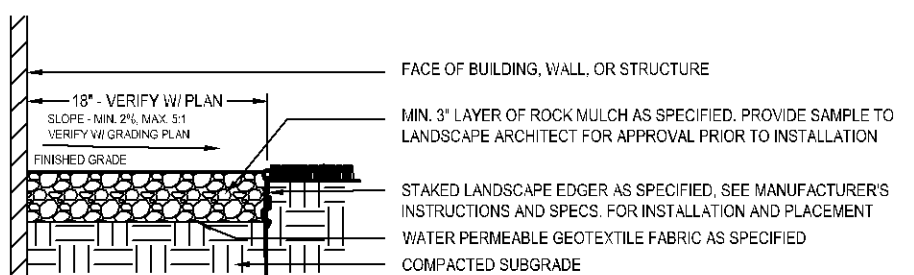 FACE OF BUILDING, WALL, OR STRUCTURE
18" - VERIFY W/ PLAN
SLOPE - MIN. 2%, MAX. 5:1
VERIFY W/ GRADING PLAN
FINISHED GRADE
MIN. 3" LAYER OF ROCK MULCH AS SPECIFIED. PROVIDE SAMPLE TO
LANDSCAPE ARCHITECT FOR APPROVAL PRIOR TO INSTALLATION
STAKED LANDSCAPE EDGER AS SPECIFIED, SEE MANUFACTURER'S
INSTRUCTIONS AND SPECS. FOR INSTALLATION AND PLACEMENT
WATER PERMEABLE GEOTEXTILE FABRIC AS SPECIFIED
COMPACTED SUBGRADE